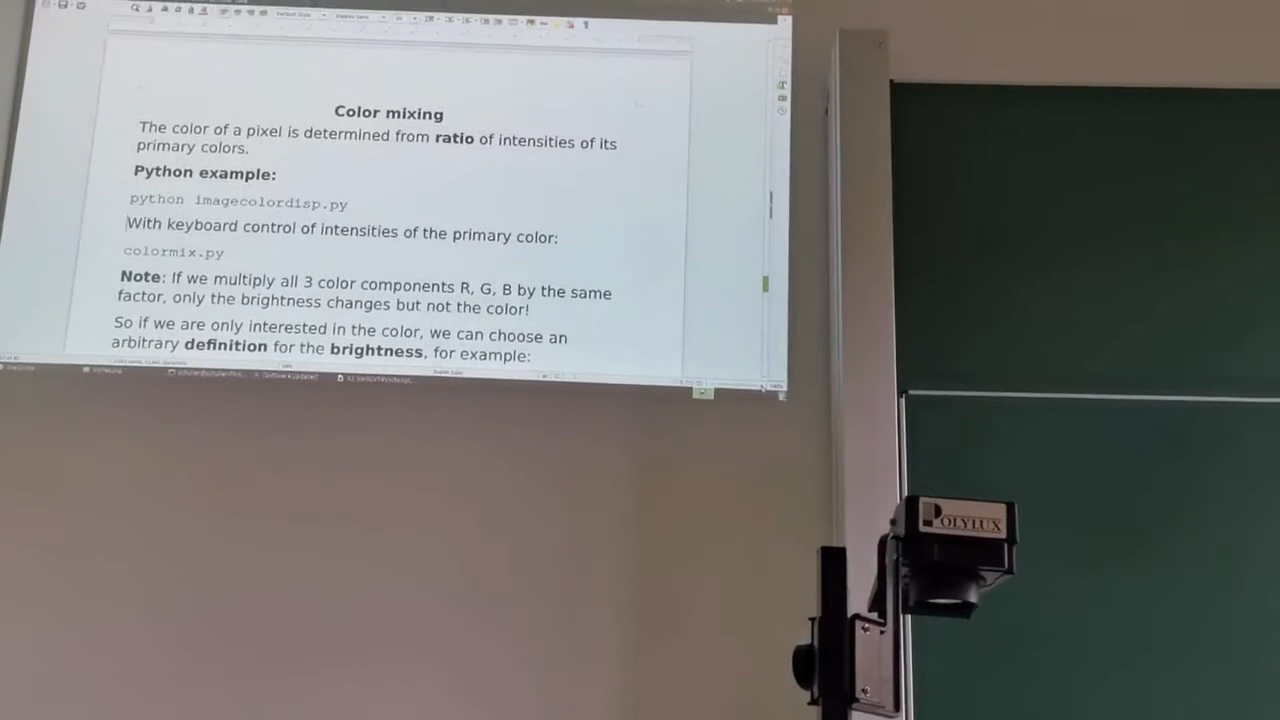 Color mixing
The color of a pixel is determined from ratio of intensities of its
primary colors.
Python example:
python imagecolordisp.py
With keyboard control of intensities of the primary color:
colormix.py
Note: If we multiply all 3 color components R, G, B by the same
factor, only the brightness changes but not the color!
So if we are only interested in the color, we can choose an
arbitrary definition for the brightness, for example:
POLYLUX